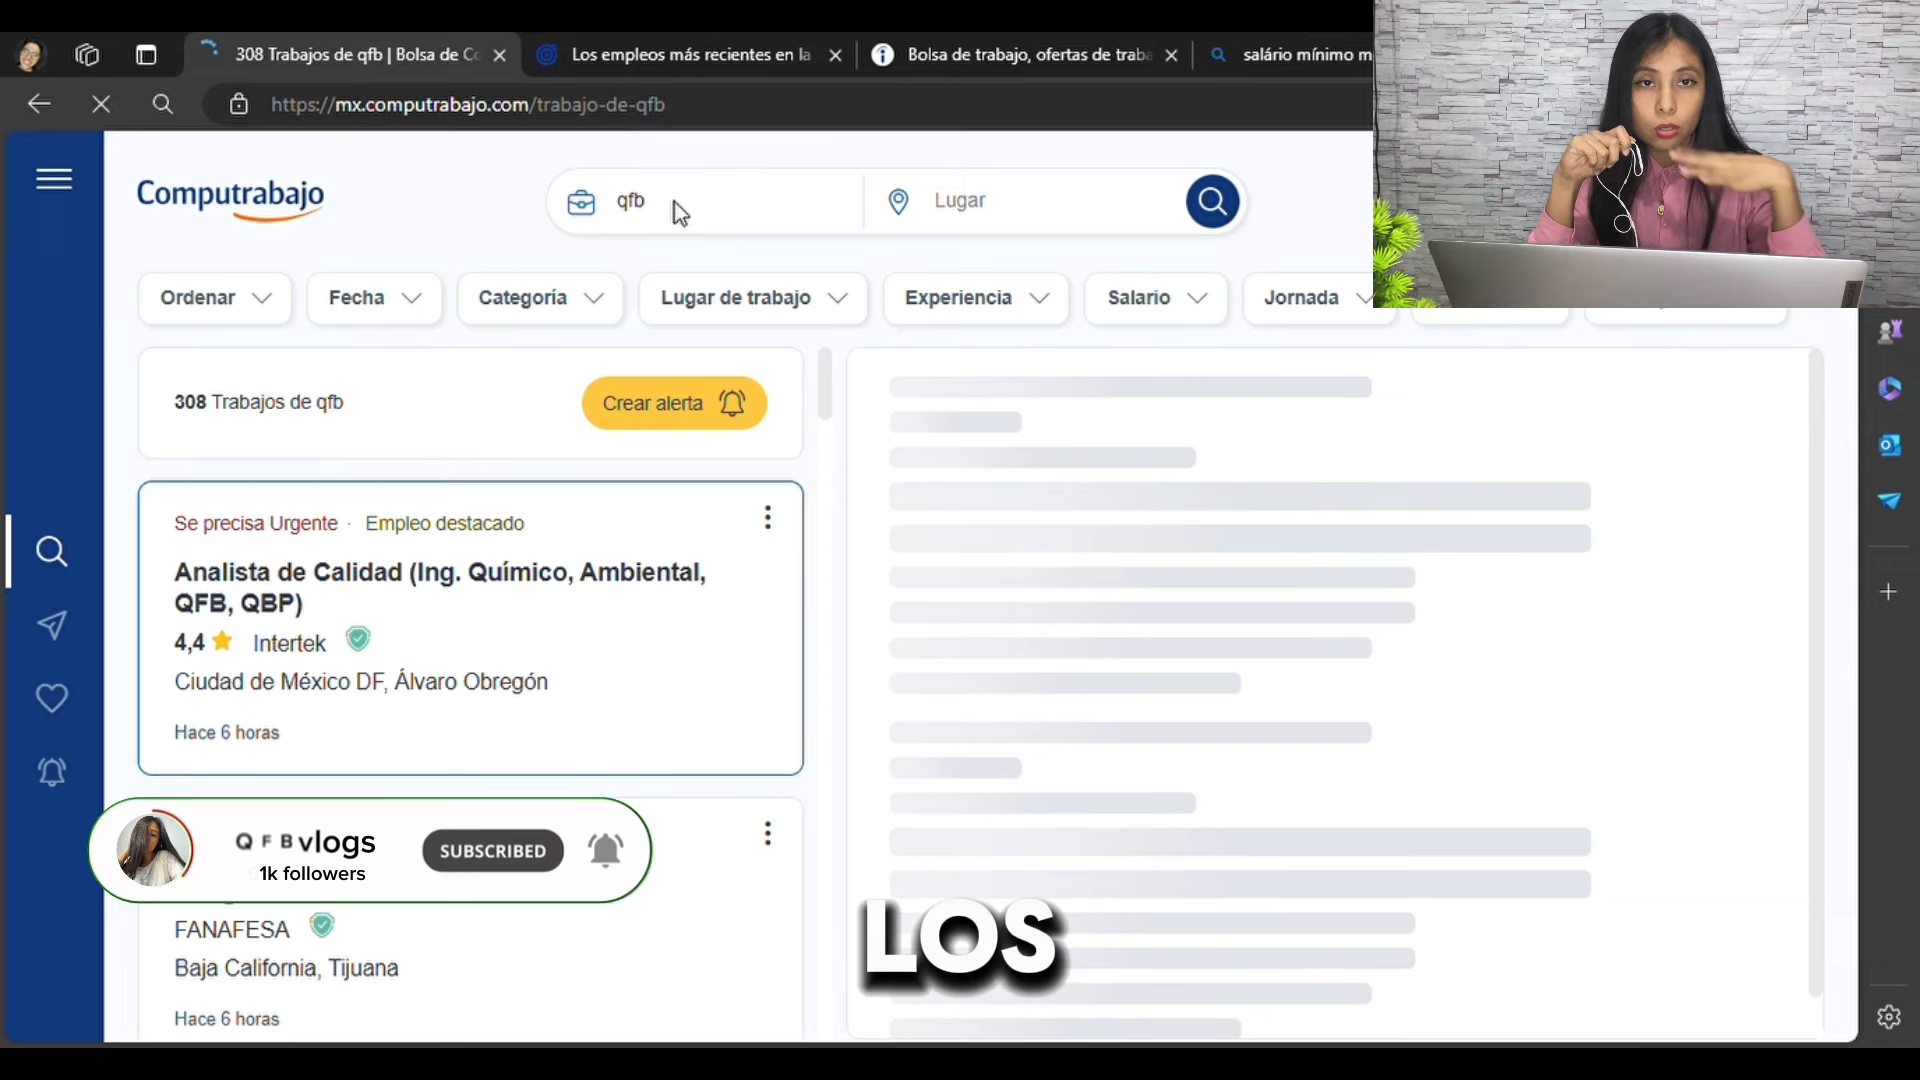 308 Trabajos de qfb | Bolsa de Co
Los empleos más recientes en la
Bolsa de trabajo, ofertas de traba
salário mínimo m
https://mx.computrabajo.com/trabajo-de-qfb
Computrabajo
qfb
Lugar
Ordenar
Fecha
Categoría
Lugar de trabajo
Experiencia
Salario
Jornada
308 Trabajos de qfb
Crear alerta
Se precisa Urgente · Empleo destacado
Analista de Calidad (Ing. Químico, Ambiental,
QFB, QBP)
4,4 Intertek
Ciudad de México DF, Álvaro Obregón
Hace 6 horas
Q F B vlogs
1k followers
SUBSCRIBED
FANAFESA
Baja California, Tijuana
Hace 6 horas
LOS